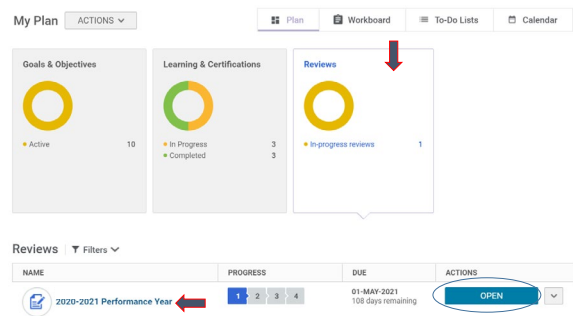 My Plan ACTIONS Plan Workboard To-Do Lists Calendar
Goals & Objectives Learning & Certifications Reviews
Active 10 In Progress 3 In-progress reviews 1
Completed 3
Reviews Filters
NAME PROGRESS DUE ACTIONS
2020-2021 Performance Year 1 2 3 4 01-MAY-2021 OPEN
108 days remaining